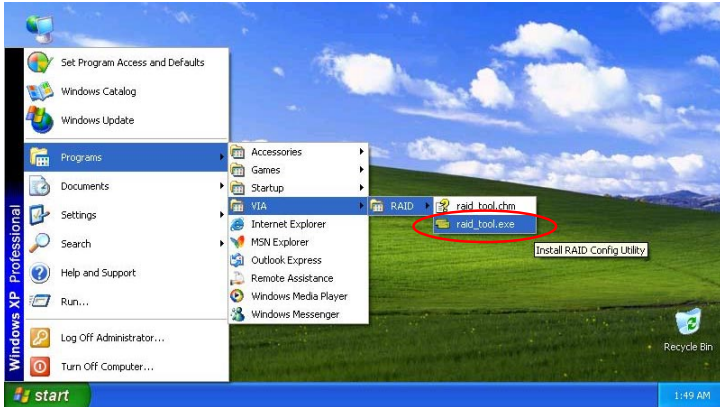 Set Program Access and Defaults
Windows Catalog
Windows Update
Programs
Documents
Settings
Search
Help and Support
Run...
Log Off Administrator...
Turn Off Computer...
Windows XP Professional
Accessories
Games
Startup
VIA
Internet Explorer
MSN Explorer
Outlook Express
Remote Assistance
Windows Media Player
Windows Messenger
RAID
raid_tool.chm
raid_tool.exe
Install RAID Config Utility
Recycle Bin
start
1:49 AM